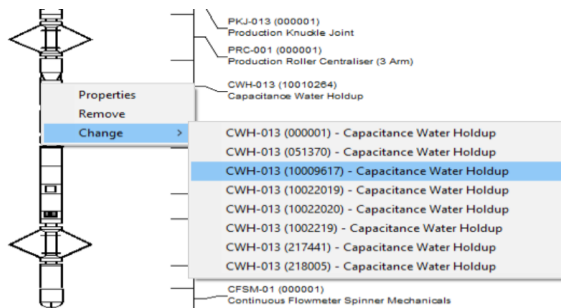 PKJ-013 (000001)
Production Knuckle Joint
PRC-001 (000001)
Production Roller Centraliser (3 Arm)
CWH-013 (10010264)
Capacitance Water Holdup
Properties
Remove
Change >
CWH-013 (000001) - Capacitance Water Holdup
CWH-013 (051370) - Capacitance Water Holdup
CWH-013 (10009617) - Capacitance Water Holdup
CWH-013 (10022019) - Capacitance Water Holdup
CWH-013 (10022020) - Capacitance Water Holdup
CWH-013 (1002219) - Capacitance Water Holdup
CWH-013 (217441) - Capacitance Water Holdup
CWH-013 (218005) - Capacitance Water Holdup
CFSM-01 (000001)
Continuous Flowmeter Spinner Mechanicals